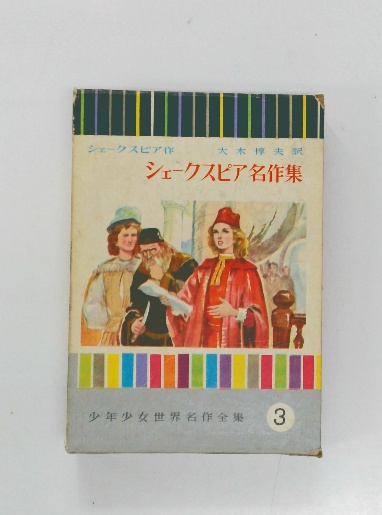 シェークスピア作 大木惇夫訳
シェークスピア名作集
少年少女世界名作全集 3